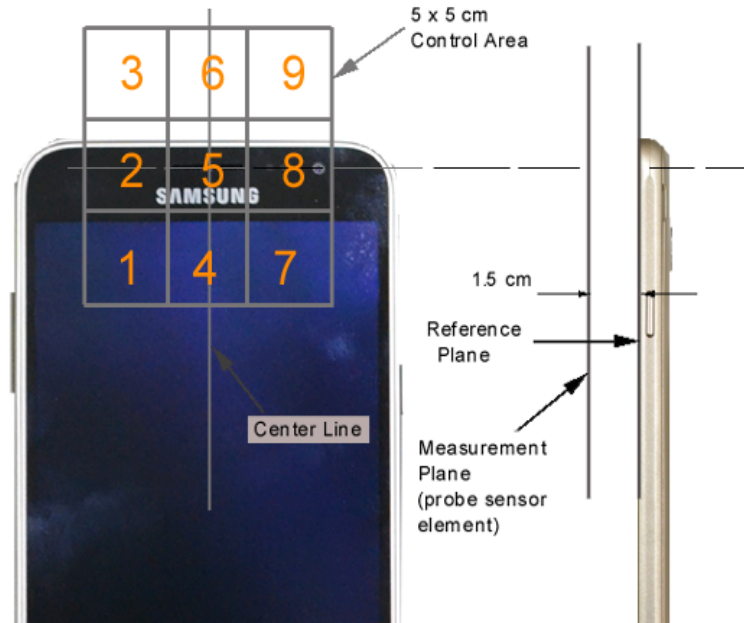 5 x 5 cm
Control Area
3 6 9
2 5 8
SAMSUNG
1 4 7
1.5 cm
Reference
Plane
Center Line
Measurement
Plane
(probe sensor
element)